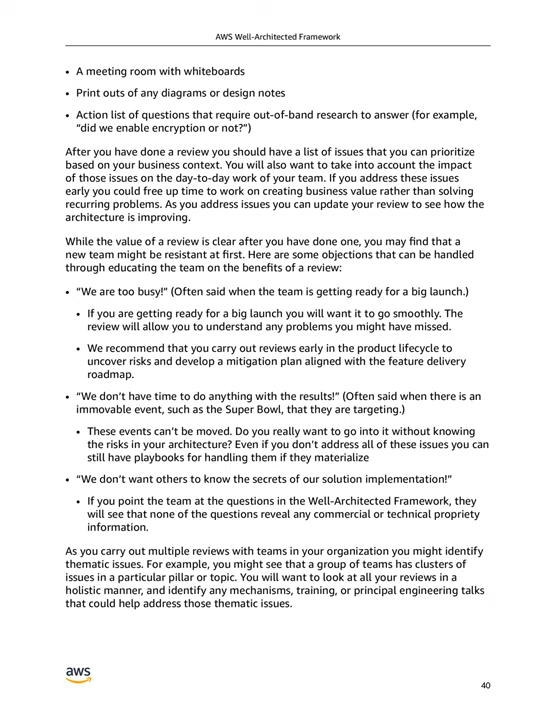 AWS Well-Architected Framework
• A meeting room with whiteboards
• Print outs of any diagrams or design notes
• Action list of questions that require out-of-band research to answer (for example,
“did we enable encryption or not?”)
After you have done a review you should have a list of issues that you can prioritize
based on your business context. You will also want to take into account the impact
of those issues on the day-to-day work of your team. If you address these issues
early you could free up time to work on creating business value rather than solving
recurring problems. As you address issues you can update your review to see how the
architecture is improving.
While the value of a review is clear after you have done one, you may find that a
new team might be resistant at first. Here are some objections that can be handled
through educating the team on the benefits of a review:
• “We are too busy!” (Often said when the team is getting ready for a big launch.)
• If you are getting ready for a big launch you will want it to go smoothly. The
review will allow you to understand any problems you might have missed.
• We recommend that you carry out reviews early in the product lifecycle to
uncover risks and develop a mitigation plan aligned with the feature delivery
roadmap.
• “We don’t have time to do anything with the results!” (Often said when there is an
immovable event, such as the Super Bowl, that they are targeting.)
• These events can’t be moved. Do you really want to go into it without knowing
the risks in your architecture? Even if you don’t address all of these issues you can
still have playbooks for handling them if they materialize
• “We don’t want others to know the secrets of our solution implementation!”
• If you point the team at the questions in the Well-Architected Framework, they
will see that none of the questions reveal any commercial or technical propriety
information.
As you carry out multiple reviews with teams in your organization you might identify
thematic issues. For example, you might see that a group of teams has clusters of
issues in a particular pillar or topic. You will want to look at all your reviews in a
holistic manner, and identify any mechanisms, training, or principal engineering talks
that could help address those thematic issues.
aws
40